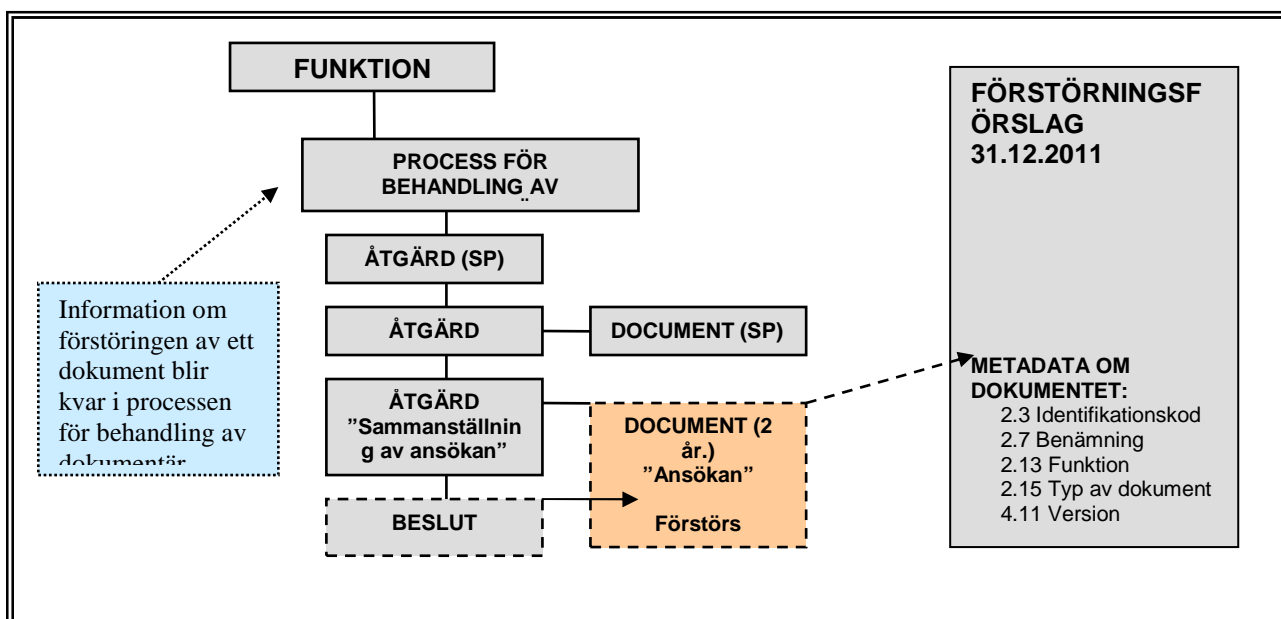 FUNKTION
PROCESS FÖR
BEHANDLING AV
ÅTGÄRD (SP)
ÅTGÄRD
DOCUMENT (SP)
ÅTGÄRD
”Sammanställnin
g av ansökan”
BESLUT
DOCUMENT (2
år.)
”Ansökan”
Förstörs
Information om
förstöringen av ett
dokument blir
kvar i processen
för behandling av
dokumentär
FÖRSTÖRNINGSF
ÖRSLAG
31.12.2011
METADATA OM
DOKUMENTET:
2.3 Identifikationskod
2.7 Benämning
2.13 Funktion
2.15 Typ av dokument
4.11 Version